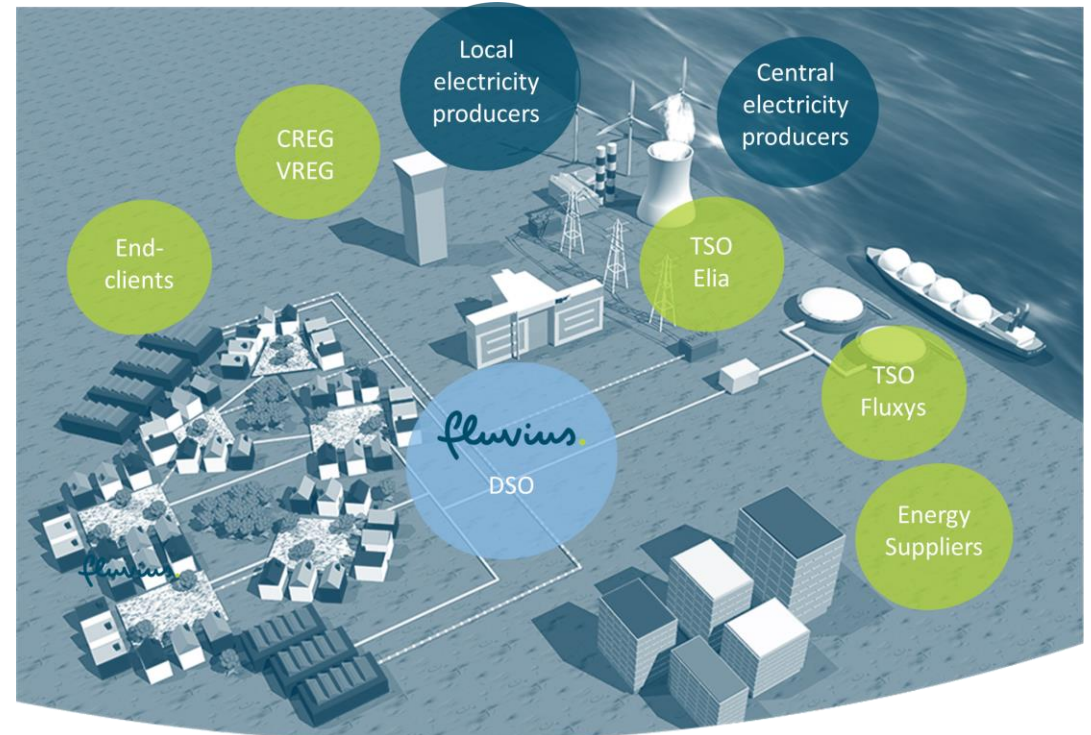 Local
electricity
producers
Central
electricity
producers
CREG
VREG
End-
clients
TSO
Elia
TSO
Fluxys
fluvius.
DSO
Energy
Suppliers
fluvius.